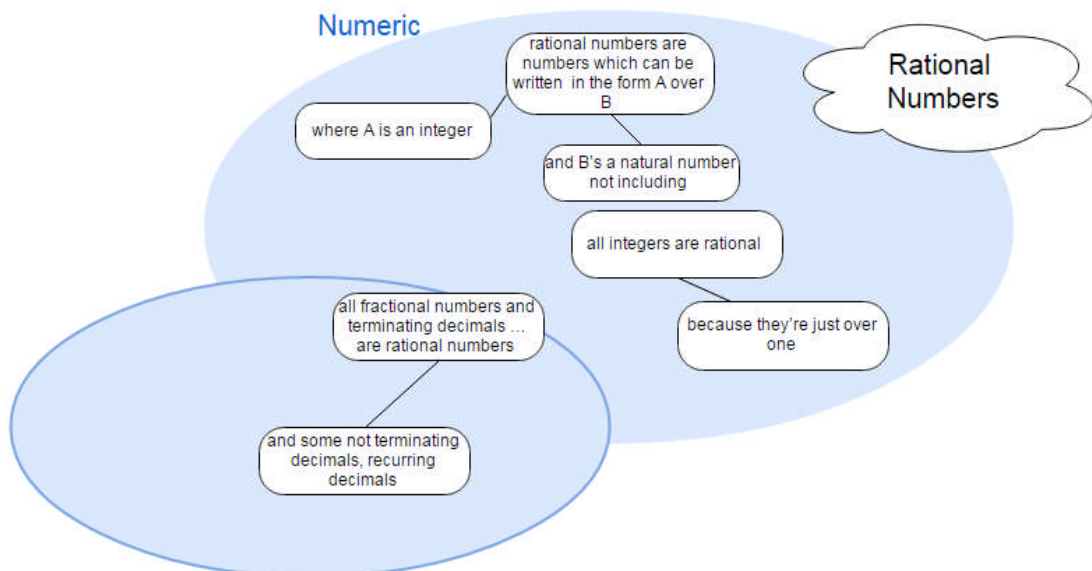 Numeric
Rational
Numbers
rational numbers are
numbers which can be
written in the form A over
B
where A is an integer
and B's a natural number
not including
all integers are rational
because they're just over
one
all fractional numbers and
terminating decimals …
are rational numbers
and some not terminating
decimals, recurring
decimals